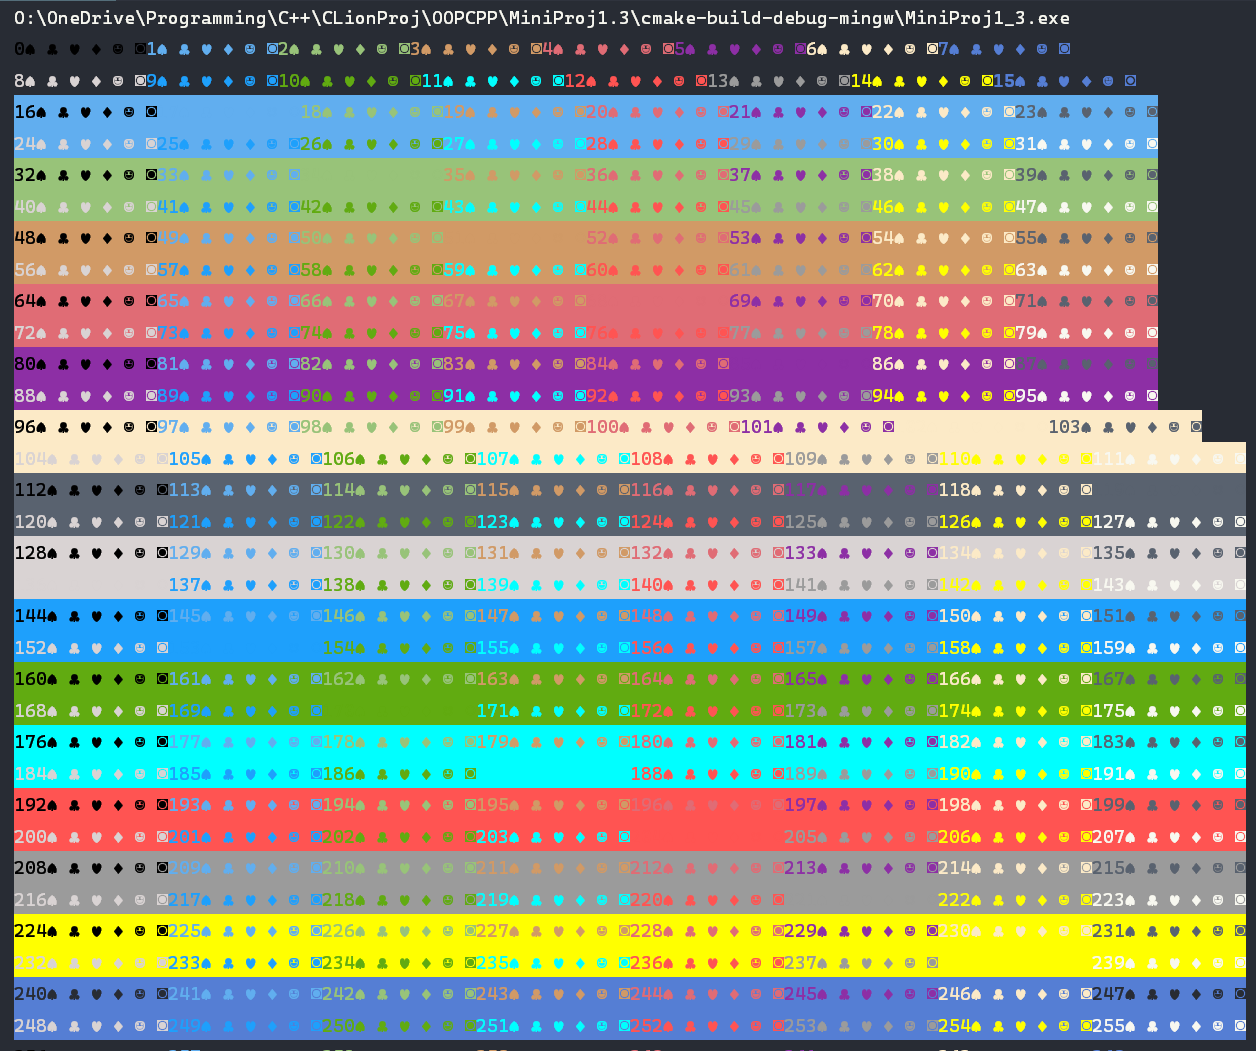 O:\OneDrive\Programming\C++\CLionProj\OOPCPP\MiniProj1.3\cmake-build-debug-mingw\MiniProj1_3.exe
0♠ ♣ ♥ ♦ ☻ ◙1♠ ♣ ♥ ♦ ☻ ◙2♠ ♣ ♥ ♦ ☻ ◙3♠ ♣ ♥ ♦ ☻ ◙4♠ ♣ ♥ ♦ ☻ ◙5♠ ♣ ♥ ♦ ☻ ◙6♠ ♣ ♥ ♦ ☻ ◙7♠ ♣ ♥ ♦ ☻ ◙
8♠ ♣ ♥ ♦ ☻ ◙9♠ ♣ ♥ ♦ ☻ ◙10♠ ♣ ♥ ♦ ☻ ◙11♠ ♣ ♥ ♦ ☻ ◙12♠ ♣ ♥ ♦ ☻ ◙13♠ ♣ ♥ ♦ ☻ ◙14♠ ♣ ♥ ♦ ☻ ◙15♠ ♣ ♥ ♦ ☻ ◙
16♠ ♣ ♥ ♦ ☻ ◙ 18♠ ♣ ♥ ♦ ☻ ◙19♠ ♣ ♥ ♦ ☻ ◙20♠ ♣ ♥ ♦ ☻ ◙21♠ ♣ ♥ ♦ ☻ ◙22♠ ♣ ♥ ♦ ☻ ◙23♠ ♣ ♥ ♦ ☻ ◙
24♠ ♣ ♥ ♦ ☻ ◙25♠ ♣ ♥ ♦ ☻ ◙26♠ ♣ ♥ ♦ ☻ ◙27♠ ♣ ♥ ♦ ☻ ◙28♠ ♣ ♥ ♦ ☻ ◙29♠ ♣ ♥ ♦ ☻ ◙30♠ ♣ ♥ ♦ ☻ ◙31♠ ♣ ♥ ♦ ☻ ◙
32♠ ♣ ♥ ♦ ☻ ◙33♠ ♣ ♥ ♦ ☻ ◙ 35♠ ♣ ♥ ♦ ☻ ◙36♠ ♣ ♥ ♦ ☻ ◙37♠ ♣ ♥ ♦ ☻ ◙38♠ ♣ ♥ ♦ ☻ ◙39♠ ♣ ♥ ♦ ☻ ◙
40♠ ♣ ♥ ♦ ☻ ◙41♠ ♣ ♥ ♦ ☻ ◙42♠ ♣ ♥ ♦ ☻ ◙43♠ ♣ ♥ ♦ ☻ ◙44♠ ♣ ♥ ♦ ☻ ◙45♠ ♣ ♥ ♦ ☻ ◙46♠ ♣ ♥ ♦ ☻ ◙47♠ ♣ ♥ ♦ ☻ ◙
48♠ ♣ ♥ ♦ ☻ ◙49♠ ♣ ♥ ♦ ☻ ◙50♠ ♣ ♥ ♦ ☻ ◙ 52♠ ♣ ♥ ♦ ☻ ◙53♠ ♣ ♥ ♦ ☻ ◙54♠ ♣ ♥ ♦ ☻ ◙55♠ ♣ ♥ ♦ ☻ ◙
56♠ ♣ ♥ ♦ ☻ ◙57♠ ♣ ♥ ♦ ☻ ◙58♠ ♣ ♥ ♦ ☻ ◙59♠ ♣ ♥ ♦ ☻ ◙60♠ ♣ ♥ ♦ ☻ ◙61♠ ♣ ♥ ♦ ☻ ◙62♠ ♣ ♥ ♦ ☻ ◙63♠ ♣ ♥ ♦ ☻ ◙
64♠ ♣ ♥ ♦ ☻ ◙65♠ ♣ ♥ ♦ ☻ ◙66♠ ♣ ♥ ♦ ☻ ◙67♠ ♣ ♥ ♦ ☻ ◙ 69♠ ♣ ♥ ♦ ☻ ◙70♠ ♣ ♥ ♦ ☻ ◙71♠ ♣ ♥ ♦ ☻ ◙
72♠ ♣ ♥ ♦ ☻ ◙73♠ ♣ ♥ ♦ ☻ ◙74♠ ♣ ♥ ♦ ☻ ◙75♠ ♣ ♥ ♦ ☻ ◙76♠ ♣ ♥ ♦ ☻ ◙77♠ ♣ ♥ ♦ ☻ ◙78♠ ♣ ♥ ♦ ☻ ◙79♠ ♣ ♥ ♦ ☻ ◙
80♠ ♣ ♥ ♦ ☻ ◙81♠ ♣ ♥ ♦ ☻ ◙82♠ ♣ ♥ ♦ ☻ ◙83♠ ♣ ♥ ♦ ☻ ◙84♠ ♣ ♥ ♦ ☻ ◙ 86♠ ♣ ♥ ♦ ☻ ◙87♠ ♣ ♥ ♦ ☻ ◙
88♠ ♣ ♥ ♦ ☻ ◙89♠ ♣ ♥ ♦ ☻ ◙90♠ ♣ ♥ ♦ ☻ ◙91♠ ♣ ♥ ♦ ☻ ◙92♠ ♣ ♥ ♦ ☻ ◙93♠ ♣ ♥ ♦ ☻ ◙94♠ ♣ ♥ ♦ ☻ ◙95♠ ♣ ♥ ♦ ☻ ◙
96♠ ♣ ♥ ♦ ☻ ◙97♠ ♣ ♥ ♦ ☻ ◙98♠ ♣ ♥ ♦ ☻ ◙99♠ ♣ ♥ ♦ ☻ ◙100♠ ♣ ♥ ♦ ☻ ◙101♠ ♣ ♥ ♦ ☻ ◙ 103♠ ♣ ♥ ♦ ☻ ◙
104♠ ♣ ♥ ♦ ☻ ◙105♠ ♣ ♥ ♦ ☻ ◙106♠ ♣ ♥ ♦ ☻ ◙107♠ ♣ ♥ ♦ ☻ ◙108♠ ♣ ♥ ♦ ☻ ◙109♠ ♣ ♥ ♦ ☻ ◙110♠ ♣ ♥ ♦ ☻ ◙111♠ ♣ ♥ ♦ ☻ ◙
112♠ ♣ ♥ ♦ ☻ ◙113♠ ♣ ♥ ♦ ☻ ◙114♠ ♣ ♥ ♦ ☻ ◙115♠ ♣ ♥ ♦ ☻ ◙116♠ ♣ ♥ ♦ ☻ ◙117♠ ♣ ♥ ♦ ☻ ◙118♠ ♣ ♥ ♦ ☻ ◙
120♠ ♣ ♥ ♦ ☻ ◙121♠ ♣ ♥ ♦ ☻ ◙122♠ ♣ ♥ ♦ ☻ ◙123♠ ♣ ♥ ♦ ☻ ◙124♠ ♣ ♥ ♦ ☻ ◙125♠ ♣ ♥ ♦ ☻ ◙126♠ ♣ ♥ ♦ ☻ ◙127♠ ♣ ♥ ♦ ☻ ◙
128♠ ♣ ♥ ♦ ☻ ◙129♠ ♣ ♥ ♦ ☻ ◙130♠ ♣ ♥ ♦ ☻ ◙131♠ ♣ ♥ ♦ ☻ ◙132♠ ♣ ♥ ♦ ☻ ◙133♠ ♣ ♥ ♦ ☻ ◙134♠ ♣ ♥ ♦ ☻ ◙135♠ ♣ ♥ ♦ ☻ ◙
137♠ ♣ ♥ ♦ ☻ ◙138♠ ♣ ♥ ♦ ☻ ◙139♠ ♣ ♥ ♦ ☻ ◙140♠ ♣ ♥ ♦ ☻ ◙141♠ ♣ ♥ ♦ ☻ ◙142♠ ♣ ♥ ♦ ☻ ◙143♠ ♣ ♥ ♦ ☻ ◙
144♠ ♣ ♥ ♦ ☻ ◙145♠ ♣ ♥ ♦ ☻ ◙146♠ ♣ ♥ ♦ ☻ ◙147♠ ♣ ♥ ♦ ☻ ◙148♠ ♣ ♥ ♦ ☻ ◙149♠ ♣ ♥ ♦ ☻ ◙150♠ ♣ ♥ ♦ ☻ ◙151♠ ♣ ♥ ♦ ☻ ◙
152♠ ♣ ♥ ♦ ☻ ◙ 154♠ ♣ ♥ ♦ ☻ ◙155♠ ♣ ♥ ♦ ☻ ◙156♠ ♣ ♥ ♦ ☻ ◙157♠ ♣ ♥ ♦ ☻ ◙158♠ ♣ ♥ ♦ ☻ ◙159♠ ♣ ♥ ♦ ☻ ◙
160♠ ♣ ♥ ♦ ☻ ◙161♠ ♣ ♥ ♦ ☻ ◙162♠ ♣ ♥ ♦ ☻ ◙163♠ ♣ ♥ ♦ ☻ ◙164♠ ♣ ♥ ♦ ☻ ◙165♠ ♣ ♥ ♦ ☻ ◙166♠ ♣ ♥ ♦ ☻ ◙167♠ ♣ ♥ ♦ ☻ ◙
168♠ ♣ ♥ ♦ ☻ ◙169♠ ♣ ♥ ♦ ☻ ◙ 171♠ ♣ ♥ ♦ ☻ ◙172♠ ♣ ♥ ♦ ☻ ◙173♠ ♣ ♥ ♦ ☻ ◙174♠ ♣ ♥ ♦ ☻ ◙175♠ ♣ ♥ ♦ ☻ ◙
176♠ ♣ ♥ ♦ ☻ ◙177♠ ♣ ♥ ♦ ☻ ◙178♠ ♣ ♥ ♦ ☻ ◙179♠ ♣ ♥ ♦ ☻ ◙180♠ ♣ ♥ ♦ ☻ ◙181♠ ♣ ♥ ♦ ☻ ◙182♠ ♣ ♥ ♦ ☻ ◙183♠ ♣ ♥ ♦ ☻ ◙
184♠ ♣ ♥ ♦ ☻ ◙185♠ ♣ ♥ ♦ ☻ ◙186♠ ♣ ♥ ♦ ☻ ◙ 188♠ ♣ ♥ ♦ ☻ ◙189♠ ♣ ♥ ♦ ☻ ◙190♠ ♣ ♥ ♦ ☻ ◙191♠ ♣ ♥ ♦ ☻ ◙
192♠ ♣ ♥ ♦ ☻ ◙193♠ ♣ ♥ ♦ ☻ ◙194♠ ♣ ♥ ♦ ☻ ◙195♠ ♣ ♥ ♦ ☻ ◙196♠ ♣ ♥ ♦ ☻ ◙197♠ ♣ ♥ ♦ ☻ ◙198♠ ♣ ♥ ♦ ☻ ◙199♠ ♣ ♥ ♦ ☻ ◙
200♠ ♣ ♥ ♦ ☻ ◙201♠ ♣ ♥ ♦ ☻ ◙202♠ ♣ ♥ ♦ ☻ ◙203♠ ♣ ♥ ♦ ☻ ◙ 205♠ ♣ ♥ ♦ ☻ ◙206♠ ♣ ♥ ♦ ☻ ◙207♠ ♣ ♥ ♦ ☻ ◙
208♠ ♣ ♥ ♦ ☻ ◙209♠ ♣ ♥ ♦ ☻ ◙210♠ ♣ ♥ ♦ ☻ ◙211♠ ♣ ♥ ♦ ☻ ◙212♠ ♣ ♥ ♦ ☻ ◙213♠ ♣ ♥ ♦ ☻ ◙214♠ ♣ ♥ ♦ ☻ ◙215♠ ♣ ♥ ♦ ☻ ◙
216♠ ♣ ♥ ♦ ☻ ◙217♠ ♣ ♥ ♦ ☻ ◙218♠ ♣ ♥ ♦ ☻ ◙219♠ ♣ ♥ ♦ ☻ ◙220♠ ♣ ♥ ♦ ☻ ◙ 222♠ ♣ ♥ ♦ ☻ ◙223♠ ♣ ♥ ♦ ☻ ◙
224♠ ♣ ♥ ♦ ☻ ◙225♠ ♣ ♥ ♦ ☻ ◙226♠ ♣ ♥ ♦ ☻ ◙227♠ ♣ ♥ ♦ ☻ ◙228♠ ♣ ♥ ♦ ☻ ◙229♠ ♣ ♥ ♦ ☻ ◙230♠ ♣ ♥ ♦ ☻ ◙231♠ ♣ ♥ ♦ ☻ ◙
232♠ ♣ ♥ ♦ ☻ ◙233♠ ♣ ♥ ♦ ☻ ◙234♠ ♣ ♥ ♦ ☻ ◙235♠ ♣ ♥ ♦ ☻ ◙236♠ ♣ ♥ ♦ ☻ ◙237♠ ♣ ♥ ♦ ☻ ◙ 239♠ ♣ ♥ ♦ ☻ ◙
240♠ ♣ ♥ ♦ ☻ ◙241♠ ♣ ♥ ♦ ☻ ◙242♠ ♣ ♥ ♦ ☻ ◙243♠ ♣ ♥ ♦ ☻ ◙244♠ ♣ ♥ ♦ ☻ ◙245♠ ♣ ♥ ♦ ☻ ◙246♠ ♣ ♥ ♦ ☻ ◙247♠ ♣ ♥ ♦ ☻ ◙
248♠ ♣ ♥ ♦ ☻ ◙249♠ ♣ ♥ ♦ ☻ ◙250♠ ♣ ♥ ♦ ☻ ◙251♠ ♣ ♥ ♦ ☻ ◙252♠ ♣ ♥ ♦ ☻ ◙253♠ ♣ ♥ ♦ ☻ ◙254♠ ♣ ♥ ♦ ☻ ◙255♠ ♣ ♥ ♦ ☻ ◙